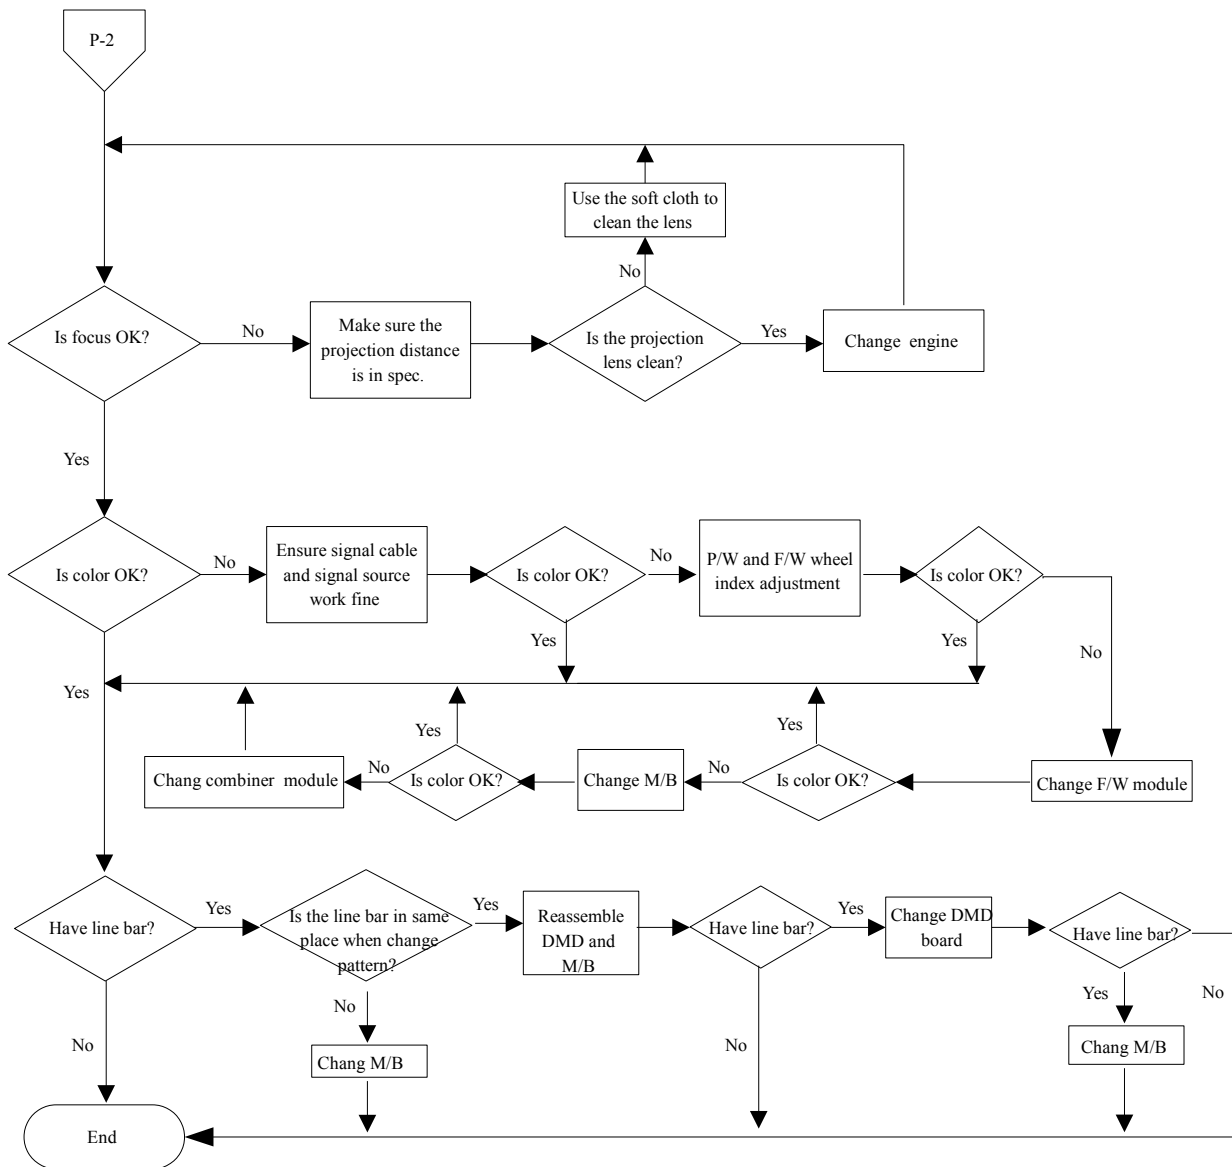 P-2
Use the soft cloth to
clean the lens
No
Is focus OK?
No
Make sure the
projection distance
is in spec.
Is the projection
lens clean?
Yes
Change engine
Yes
Is color OK?
No
Ensure signal cable
and signal source
work fine
Is color OK?
No
P/W and F/W wheel
index adjustment
Is color OK?
Yes
Yes
No
Yes
Yes
Yes
Chang combiner module
No
Is color OK?
Change M/B
No
Is color OK?
Change F/W module
Have line bar?
Yes
Is the line bar in same
place when change
pattern?
Yes
Reassemble
DMD and
M/B
Have line bar?
Yes
Change DMD
board
Have line bar?
No
No
No
Yes
No
Chang M/B
Chang M/B
End